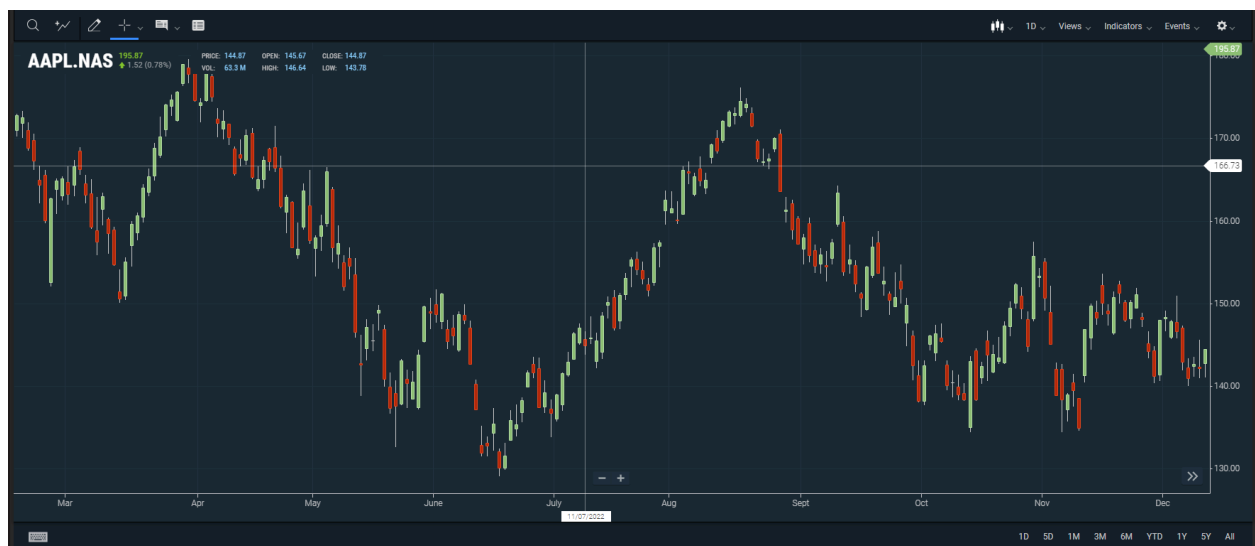 1D Views Indicators Events
AAPL.NAS 195.87 1.52 (0.78%)
PRICE: 144.87 OPEN: 145.67 CLOSE: 144.87
VOL: 63.3 M HIGH: 146.64 LOW: 143.78
195.87
180.00
170.00
166.73
160.00
150.00
140.00
130.00
Mar Apr May June July Aug Sept Oct Nov Dec
11/07/2022
1D 5D 1M 3M 6M YTD 1Y 5Y All